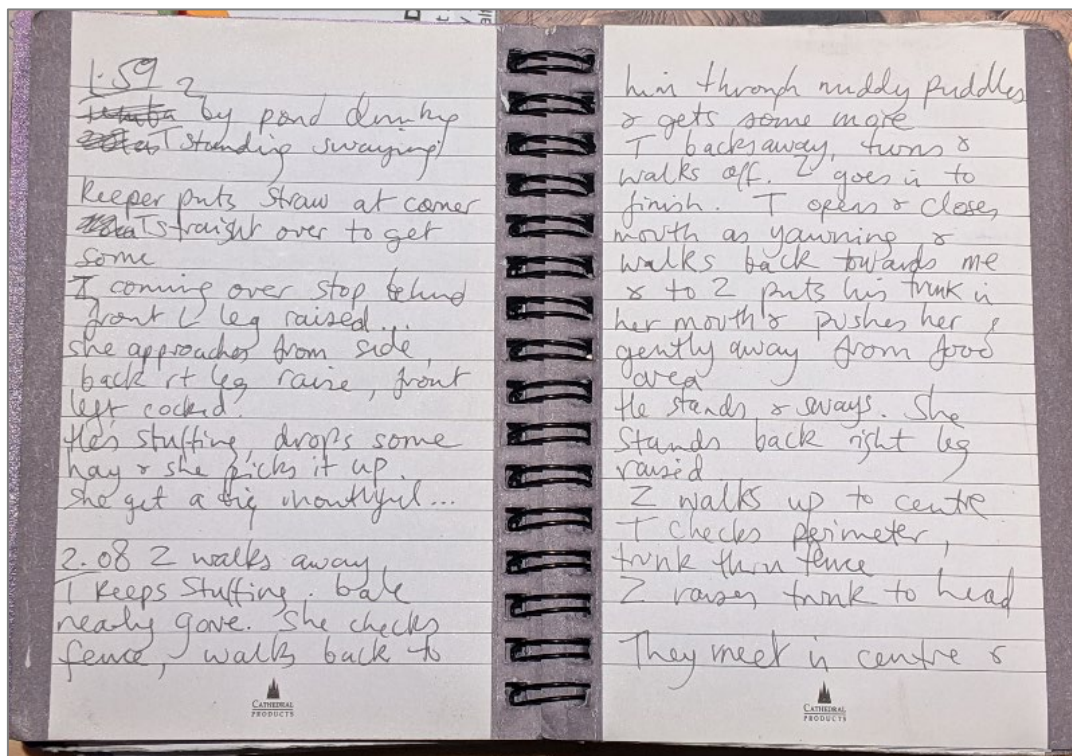 1.59
Z by pond drinking
T standing swaying
Keeper puts straw at corner
T straight over to get
some
Z coming over stop behind
front L leg raised...
she approaches from side,
back rt leg raise, front
left cocked.
He's stuffing, drops some
hay & she picks it up.
She get a big mouthful...
2.08 Z walks away
T keeps stuffing. bale
nearly gone. She checks
fence, walks back to
CATHEDRAL
PRODUCTS
him through muddy puddles
& gets some more
T backs away, turns &
walks off. Z goes in to
finish. T opens & closes
mouth as yawning &
walks back towards me
& to Z puts his trunk in
her mouth & pushes her
gently away from food
area
He stands & sways. She
stands back right leg
raised
Z walks up to centre
T checks perimeter,
trunk thru fence
Z raises trunk to head
They meet in centre &
CATHEDRAL
PRODUCTS